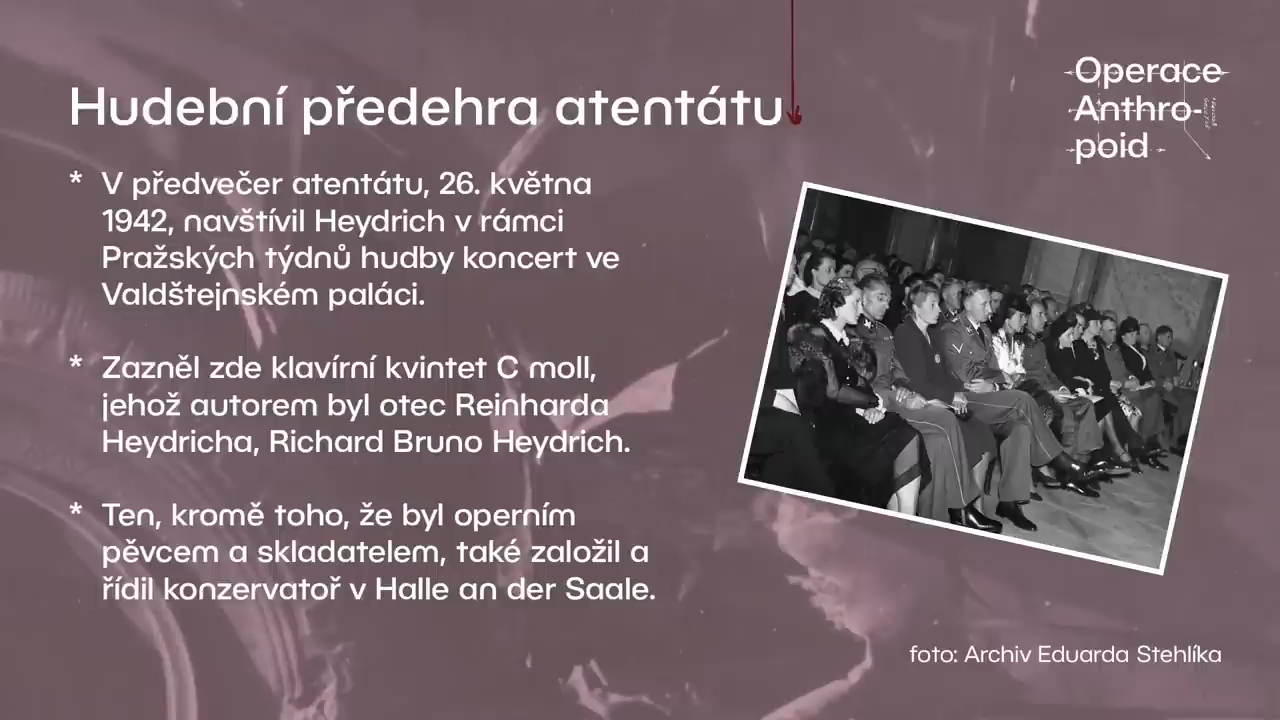 Hudební předehra atentátu
Operace
Anthro-
poid
* V předvečer atentátu, 26. května
1942, navštívil Heydrich v rámci
Pražských týdnů hudby koncert ve
Valdštejnském paláci.
* Zazněl zde klavírní kvintet C moll,
jehož autorem byl otec Reinharda
Heydricha, Richard Bruno Heydrich.
* Ten, kromě toho, že byl operním
pěvcem a skladatelem, také založil a
řídil konzervatoř v Halle an der Saale.
foto: Archiv Eduarda Stehlíka